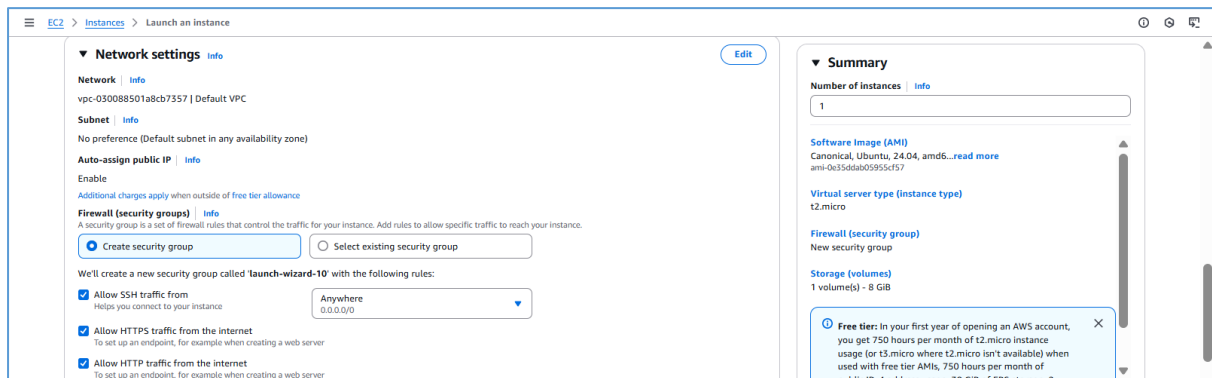 EC2 > Instances > Launch an instance
Network settings Info
Edit
Network | Info
vpc-030088501a8cb7357 | Default VPC
Subnet | Info
No preference (Default subnet in any availability zone)
Auto-assign public IP | Info
Enable
Additional charges apply when outside of free tier allowance
Firewall (security groups) | Info
A security group is a set of firewall rules that control the traffic for your instance. Add rules to allow specific traffic to reach your instance.
Create security group
Select existing security group
We'll create a new security group called 'launch-wizard-10' with the following rules:
Allow SSH traffic from
Helps you connect to your instance
Anywhere
0.0.0.0/0
Allow HTTPS traffic from the internet
To set up an endpoint, for example when creating a web server
Allow HTTP traffic from the internet
To set up an endpoint, for example when creating a web server
Summary
Number of instances | Info
1
Software Image (AMI)
Canonical, Ubuntu, 24.04, amd6...read more
ami-0e35ddab05955cf57
Virtual server type (instance type)
t2.micro
Firewall (security group)
New security group
Storage (volumes)
1 volume(s) - 8 GiB
Free tier: In your first year of opening an AWS account,
you get 750 hours per month of t2.micro instance
usage (or t3.micro where t2.micro isn't available) when
used with free tier AMIs, 750 hours per month of